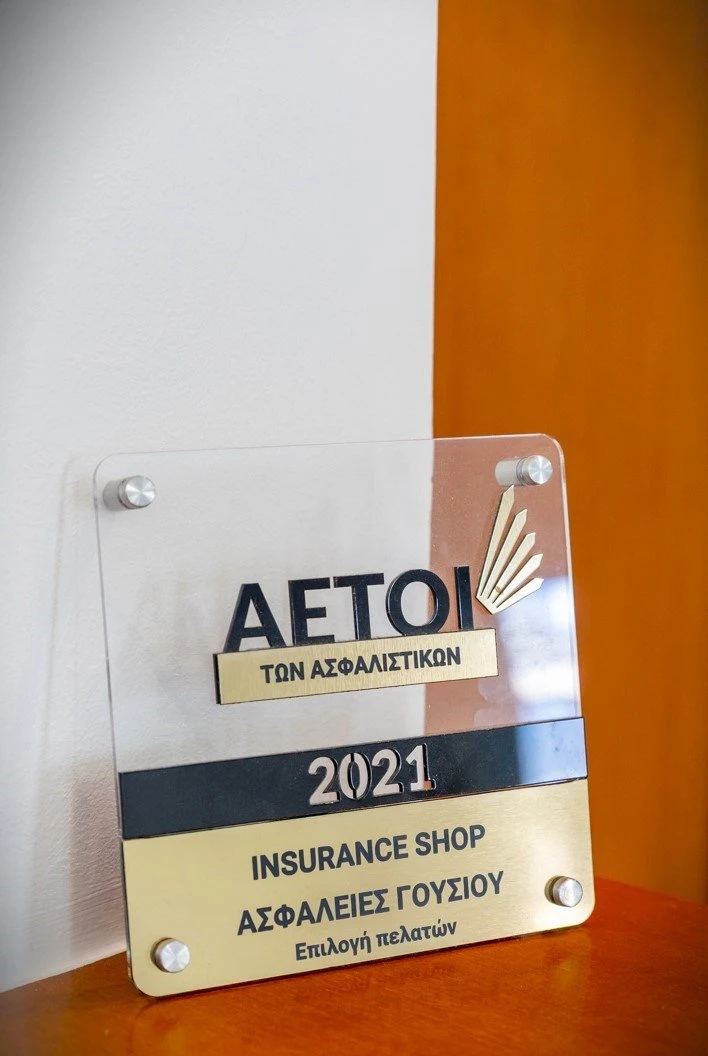 ΑΕΤΟΙ
ΤΩΝ ΑΣΦΑΛΙΣΤΙΚΩΝ
2021
INSURANCE SHOP
ΑΣΦΑΛΕΙΕΣ ΓΟΥΣΙΟΥ
Επιλογή πελατών